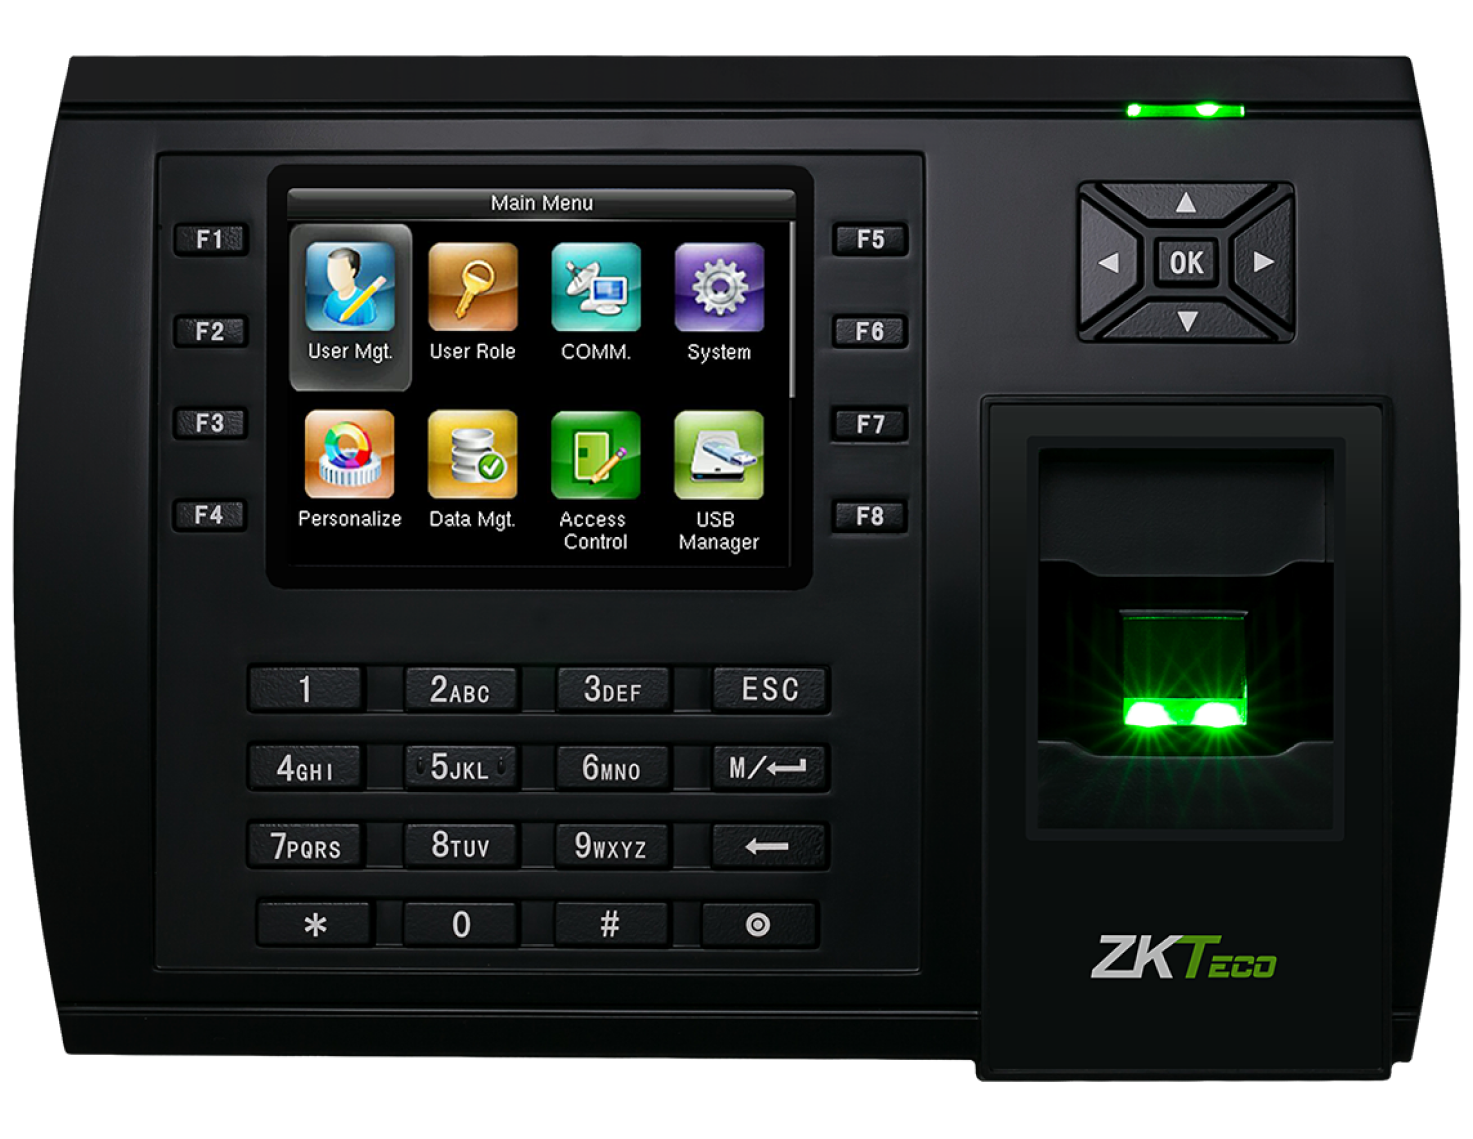 Main Menu
F1
F5
User Mgt.
User Role
COMM.
System
F2
F6
OK
F3
F7
Personalize
Data Mgt.
Access
Control
USB
Manager
F4
F8
1
2ABC
3DEF
ESC
4GHI
5JKL
6MNO
M/
7PQRS
8TUV
9WXYZ
*
0
#
ZKTECO